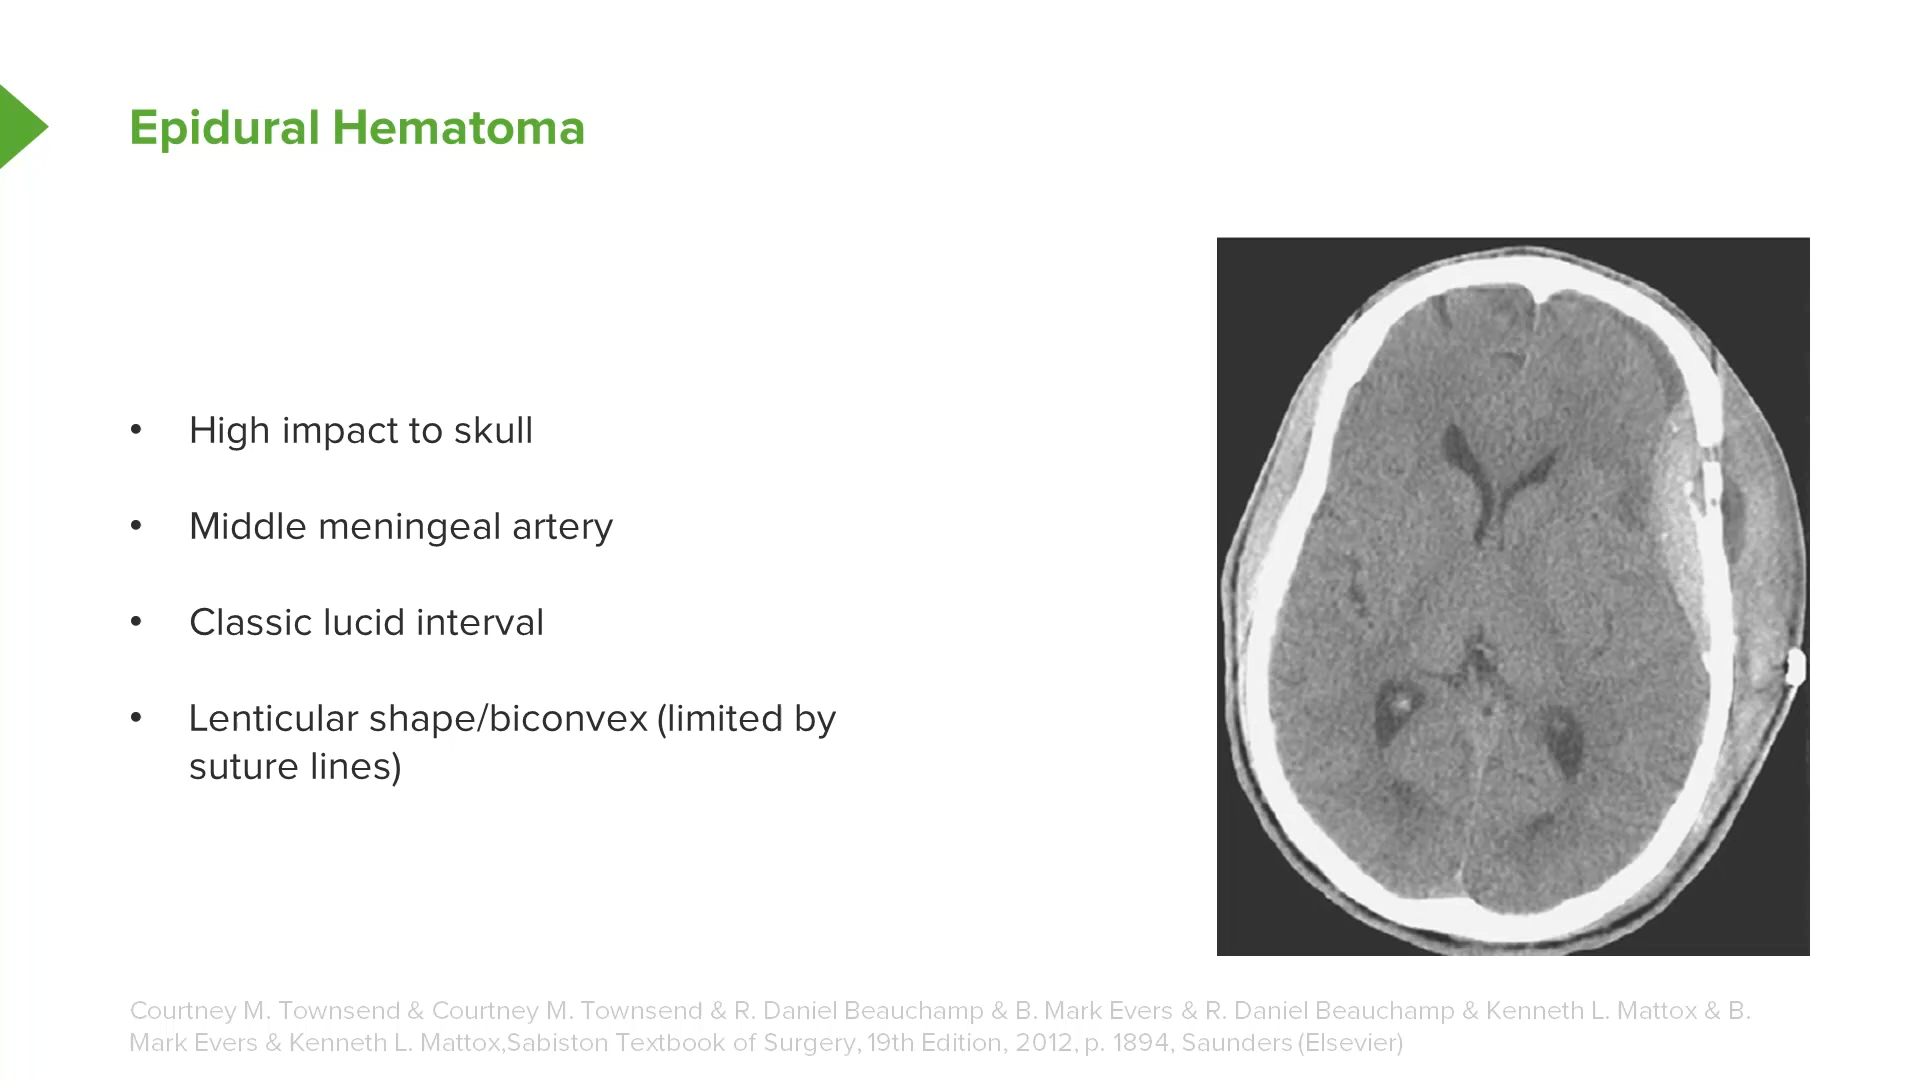 Epidural Hematoma
• High impact to skull
• Middle meningeal artery
• Classic lucid interval
• Lenticular shape/biconvex (limited by
suture lines)
Courtney M. Townsend & Courtney M. Townsend & R. Daniel Beauchamp & B. Mark Evers & R. Daniel Beauchamp & Kenneth L. Mattox & B.
Mark Evers & Kenneth L. Mattox,Sabiston Textbook of Surgery, 19th Edition, 2012, p. 1894, Saunders (Elsevier)